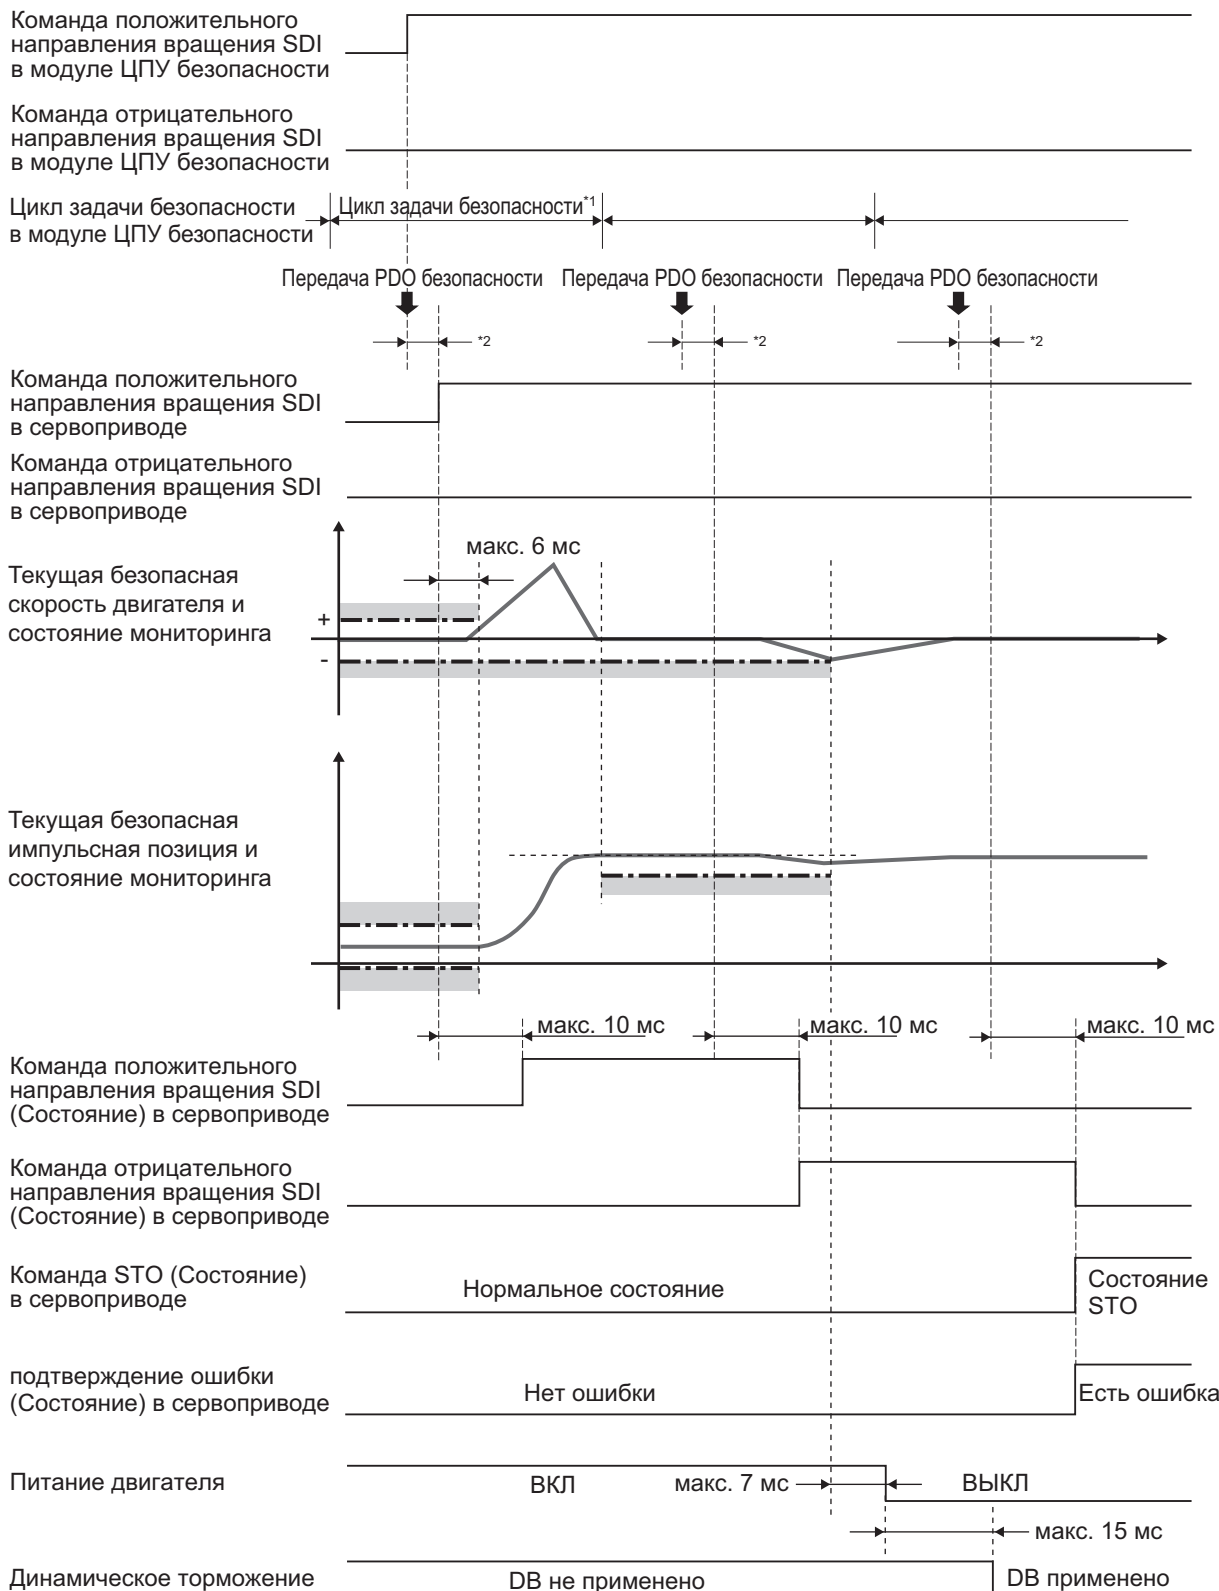 Команда положительного
направления вращения SDI
в модуле ЦПУ безопасности
Команда отрицательного
направления вращения SDI
в модуле ЦПУ безопасности
Цикл задачи безопасности
в модуле ЦПУ безопасности
Цикл задачи безопасности*1
Передача PDO безопасности Передача PDO безопасности Передача PDO безопасности
*2 *2 *2
Команда положительного
направления вращения SDI
в сервоприводе
Команда отрицательного
направления вращения SDI
в сервоприводе
макс. 6 мс
Текущая безопасная
скорость двигателя и
состояние мониторинга
+
-
Текущая безопасная
импульсная позиция и
состояние мониторинга
макс. 10 мс макс. 10 мс макс. 10 мс
Команда положительного
направления вращения SDI
(Состояние) в сервоприводе
Команда отрицательного
направления вращения SDI
(Состояние) в сервоприводе
Команда STO (Состояние)
в сервоприводе
Нормальное состояние
Состояние
STO
подтверждение ошибки
(Состояние) в сервоприводе
Нет ошибки
Есть ошибка
Питание двигателя
ВКЛ
макс. 7 мс
ВЫКЛ
макс. 15 мс
Динамическое торможение
DB не применено
DB применено